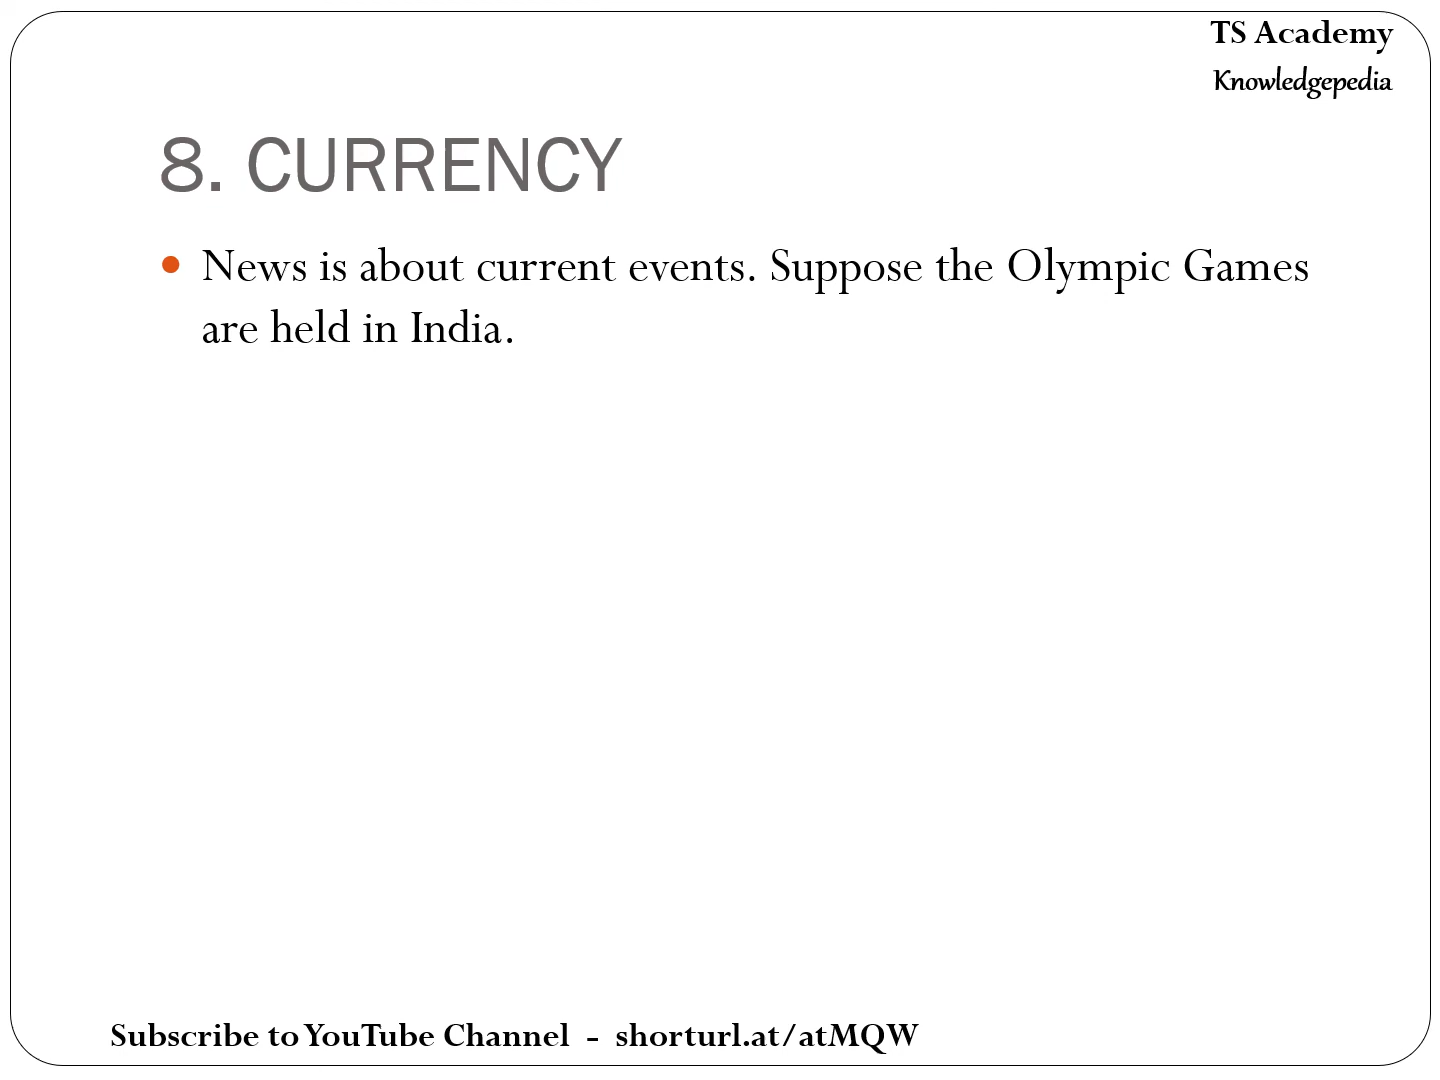 TS Academy
Knowledgepedia
8. CURRENCY
• News is about current events. Suppose the Olympic Games
are held in India.
Subscribe to YouTube Channel - shorturl.at/atMQW